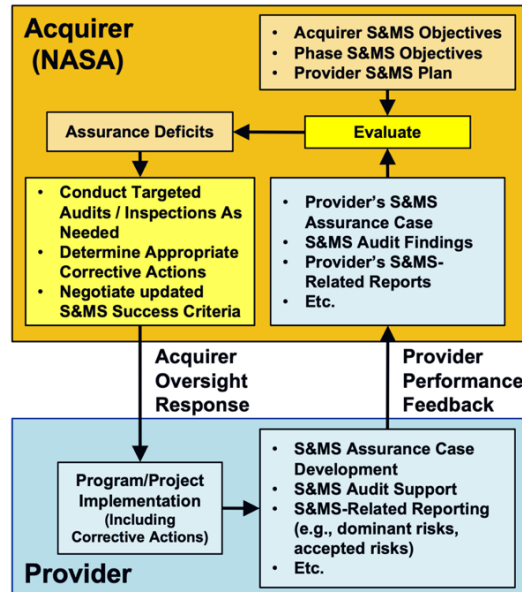 Acquirer
(NASA)
• Acquirer S&MS Objectives
• Phase S&MS Objectives
• Provider S&MS Plan
Assurance Deficits
Evaluate
• Conduct Targeted
Audits / Inspections As
Needed
• Determine Appropriate
Corrective Actions
• Negotiate updated
S&MS Success Criteria
• Provider's S&MS
Assurance Case
• S&MS Audit Findings
• Provider's S&MS-
Related Reports
• Etc.
Acquirer
Oversight
Response
Provider
Performance
Feedback
Program/Project
Implementation
(Including
Corrective Actions)
• S&MS Assurance Case
Development
• S&MS Audit Support
• S&MS-Related Reporting
(e.g., dominant risks,
accepted risks)
• Etc.
Provider